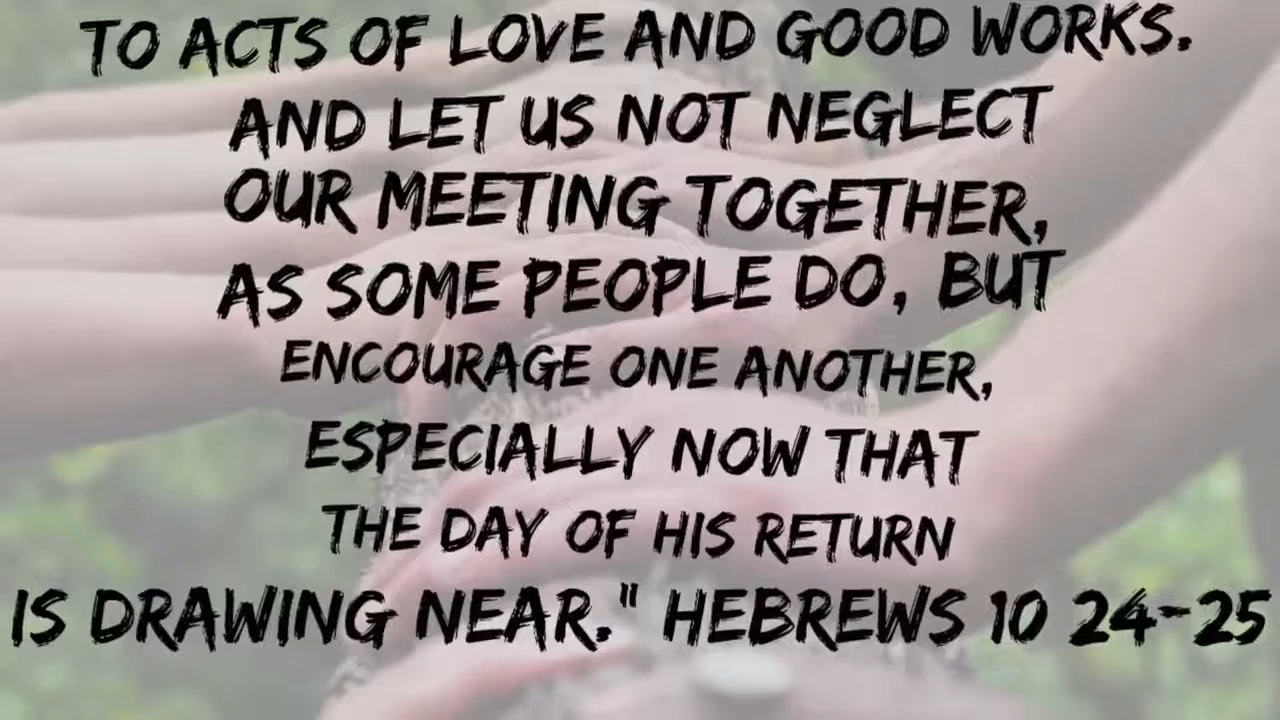 TO ACTS OF LOVE AND GOOD WORKS.
AND LET US NOT NEGLECT
OUR MEETING TOGETHER,
AS SOME PEOPLE DO, BUT
ENCOURAGE ONE ANOTHER,
ESPECIALLY NOW THAT
THE DAY OF HIS RETURN
IS DRAWING NEAR." HEBREWS 10 24-25